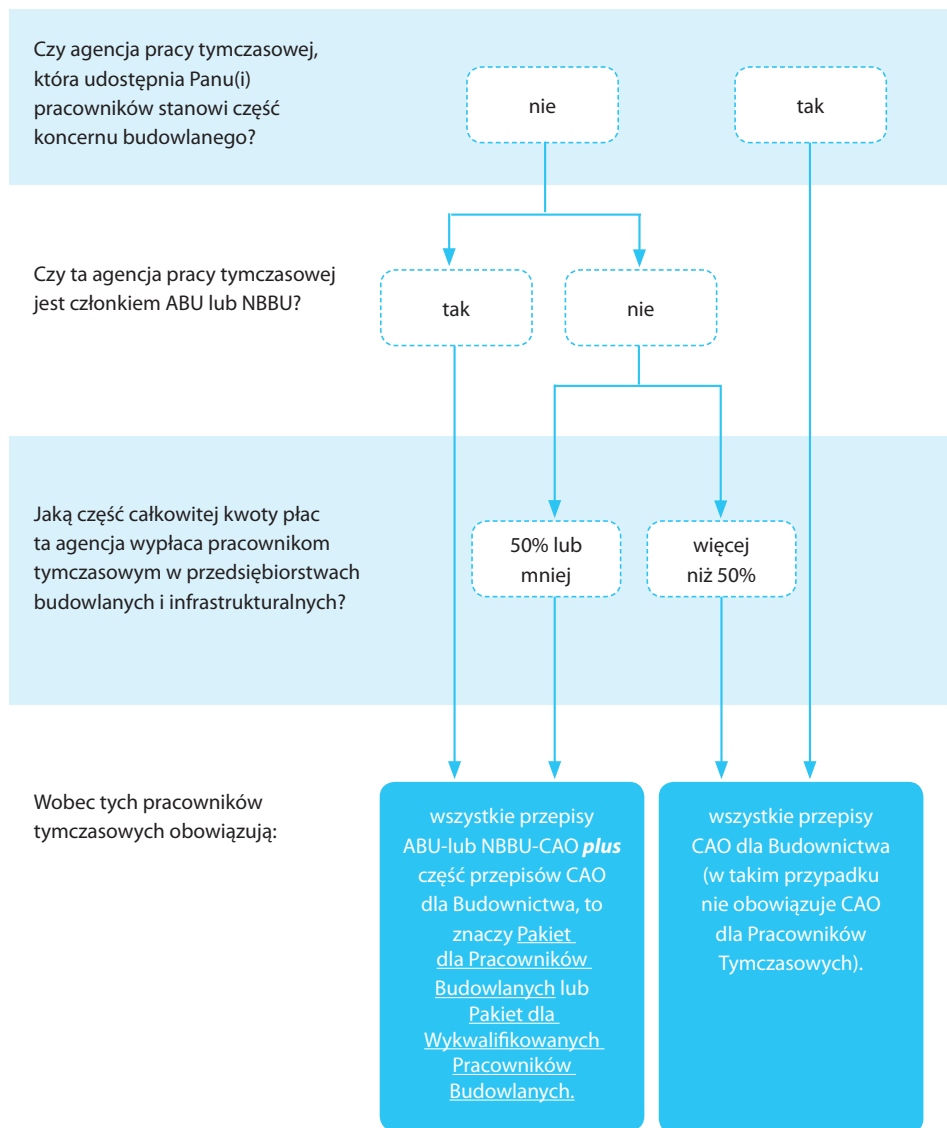 Czy agencja pracy tymczasowej,
która udostępnia Panu(i)
pracowników stanowi część
koncernu budowlanego?
nie
tak
Czy ta agencja pracy tymczasowej
jest członkiem ABU lub NBBU?
tak
nie
Jaką część całkowitej kwoty płac
ta agencja wypłaca pracownikom
tymczasowym w przedsiębiorstwach
budowlanych i infrastrukturalnych?
50% lub
mniej
więcej
niż 50%
Wobec tych pracowników
tymczasowych obowiązują:
wszystkie przepisy
ABU-lub NBBU-CAO plus
część przepisów CAO
dla Budownictwa, to
znaczy Pakiet
dla Pracowników
Budowlanych lub
Pakiet dla
Wykwalifikowanych
Pracowników
Budowlanych.
wszystkie przepisy
CAO dla Budownictwa
(w takim przypadku
nie obowiązuje CAO
dla Pracowników
Tymczasowych).